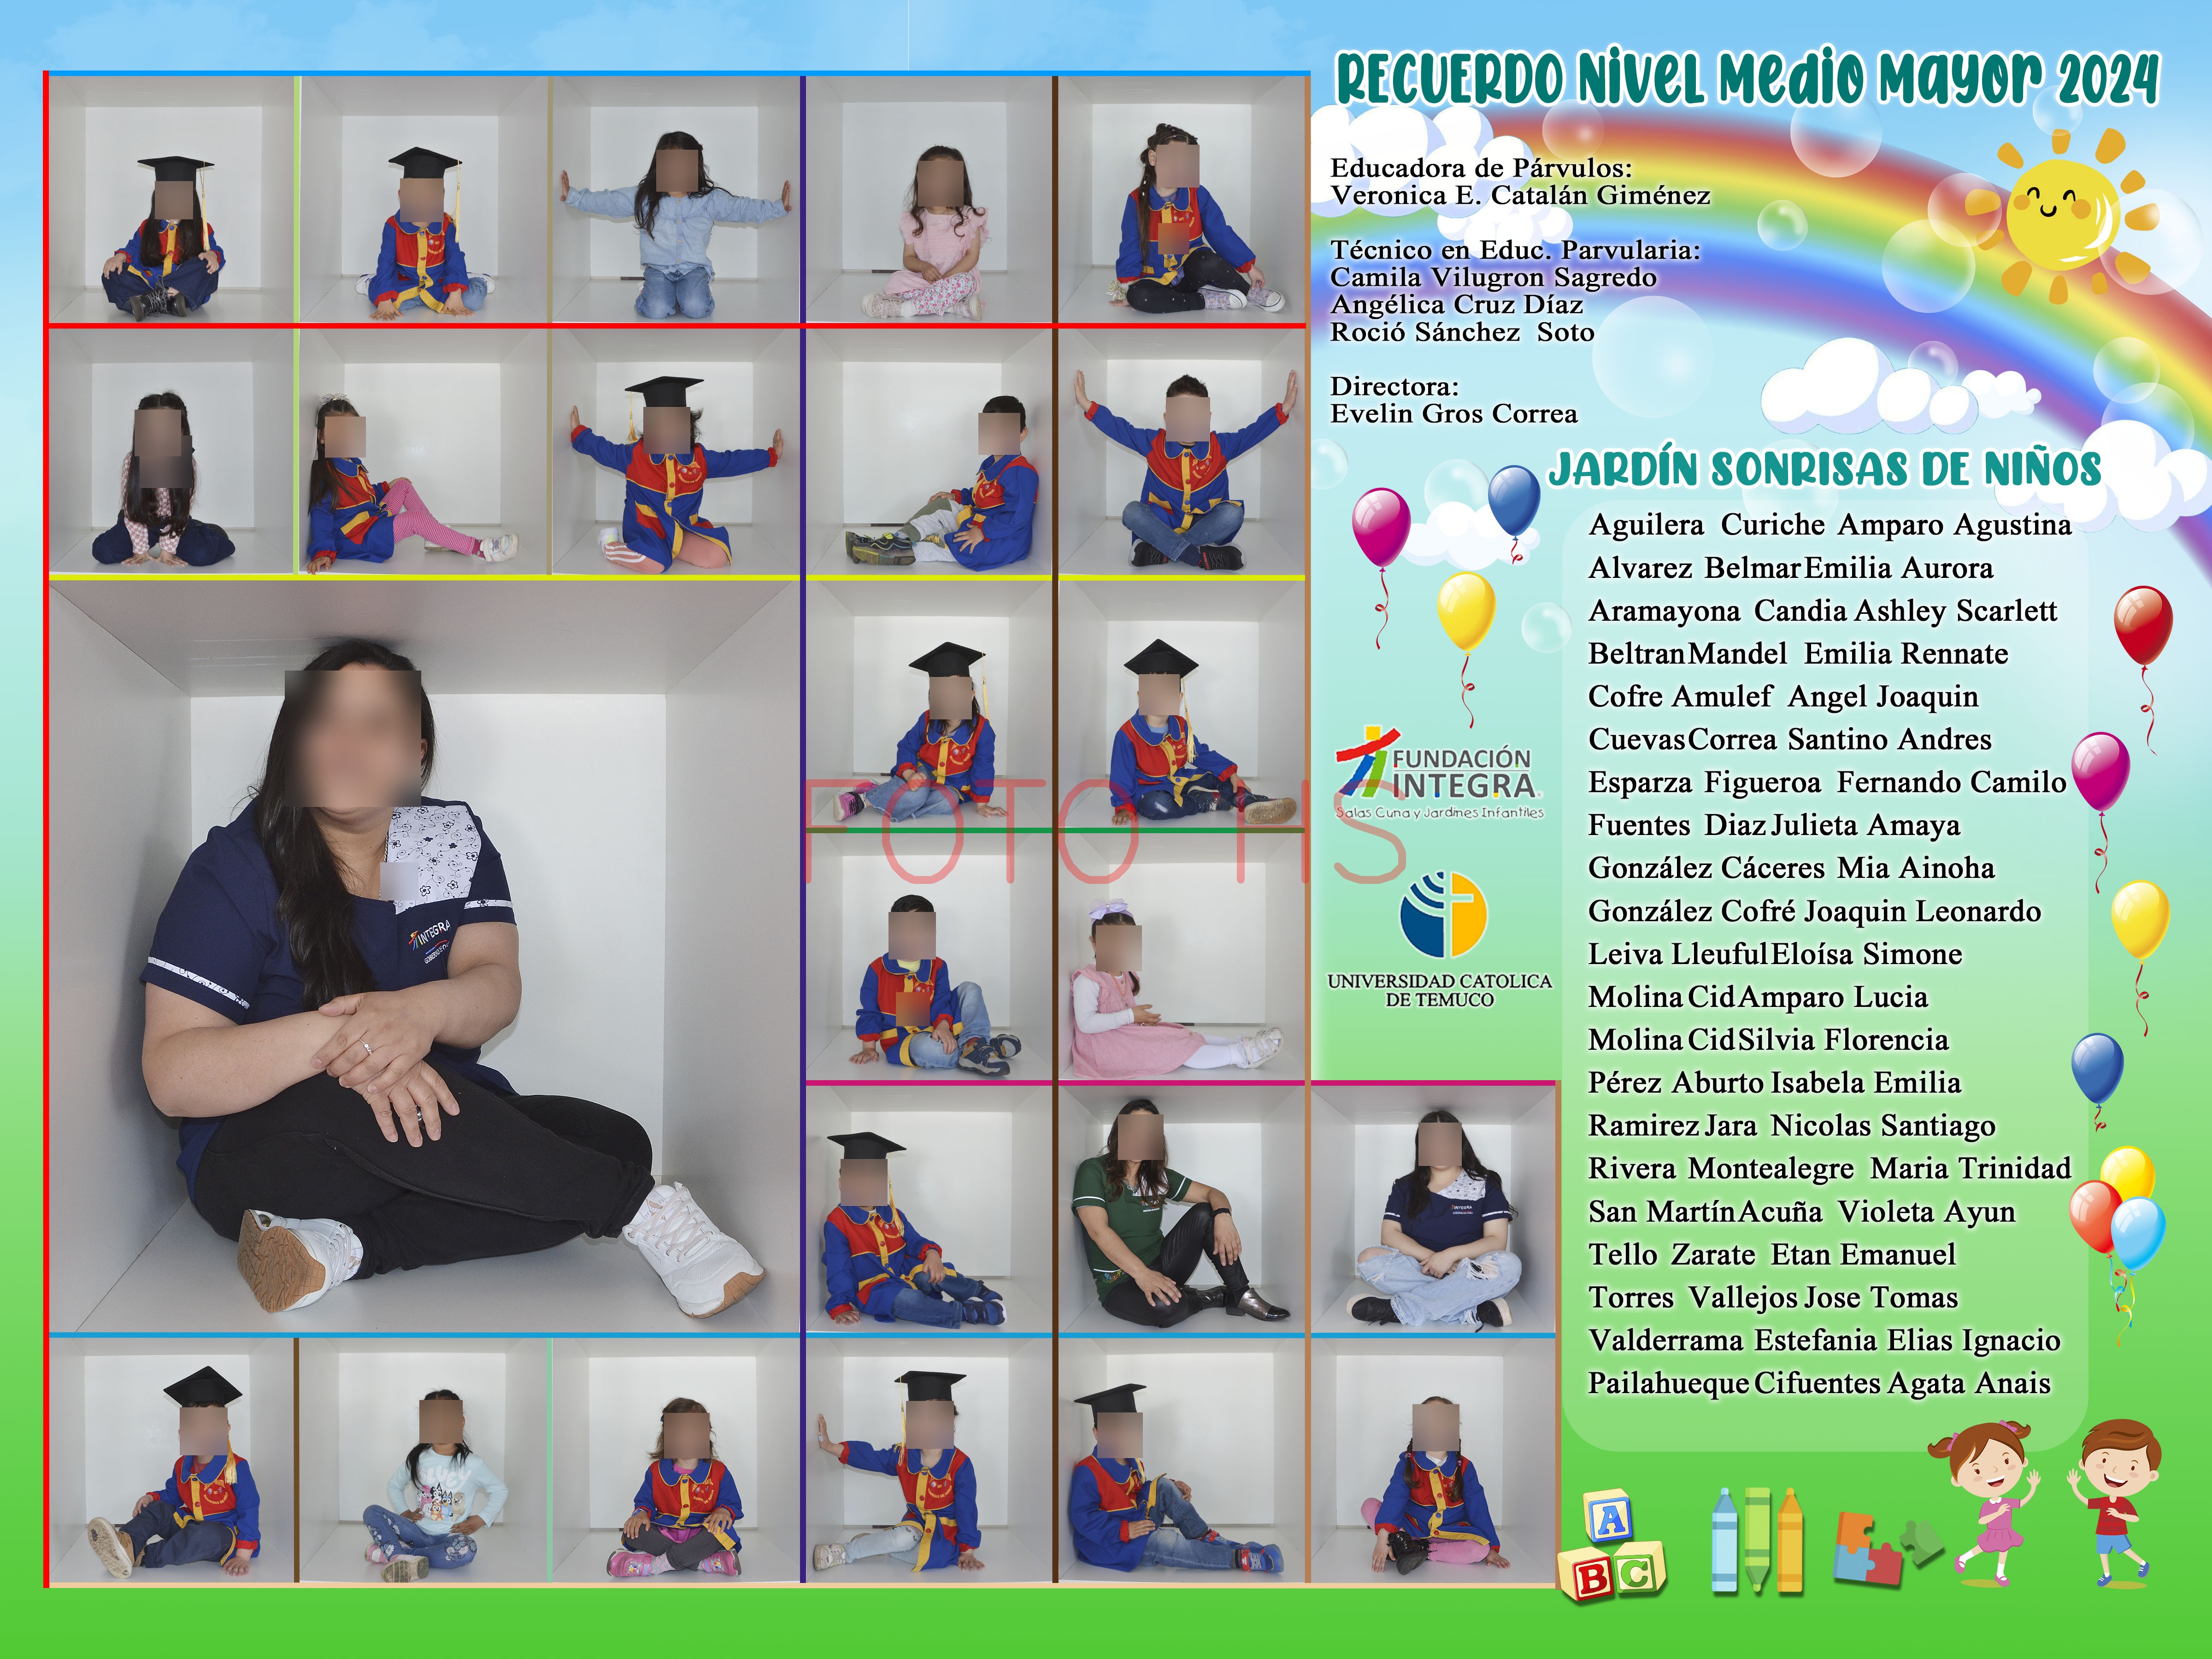 RECUERDO Nivel Medio Mayor 2024
Educadora de Párvulos:
Veronica E. Catalán Giménez
Técnico en Educ. Parvularia:
Camila Vilugron Sagredo
Angélica Cruz Díaz
Roció Sánchez Soto
Directora:
Evelin Gros Correa
JARDÍN SONRISAS DE NIÑOS
Aguilera Curiche Amparo Agustina
Alvarez Belmar Emilia Aurora
Aramayona Candia Ashley Scarlett
Beltran Mandel Emilia Rennate
Cofre Amulef Angel Joaquin
Cuevas Correa Santino Andres
Esparza Figueroa Fernando Camilo
Fuentes Diaz Julieta Amaya
González Cáceres Mia Ainoha
González Cofré Joaquin Leonardo
Leiva Lleuful Eloísa Simone
Molina Cid Amparo Lucia
Molina Cid Silvia Florencia
Pérez Aburto Isabela Emilia
Ramirez Jara Nicolas Santiago
Rivera Montealegre Maria Trinidad
San Martín Acuña Violeta Ayun
Tello Zarate Etan Emanuel
Torres Vallejos Jose Tomas
Valderrama Estefania Elias Ignacio
Pailahueque Cifuentes Agata Anais
FUNDACIÓN
INTEGRA
Salas Cuna y Jardines Infantiles
UNIVERSIDAD CATOLICA
DE TEMUCO
FOTO HS
INTEGRA
INTEGRA
A
B C